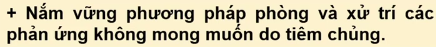 + Nắm vững phương pháp phòng và xử trí các
phản ứng không mong muốn do tiêm chủng.